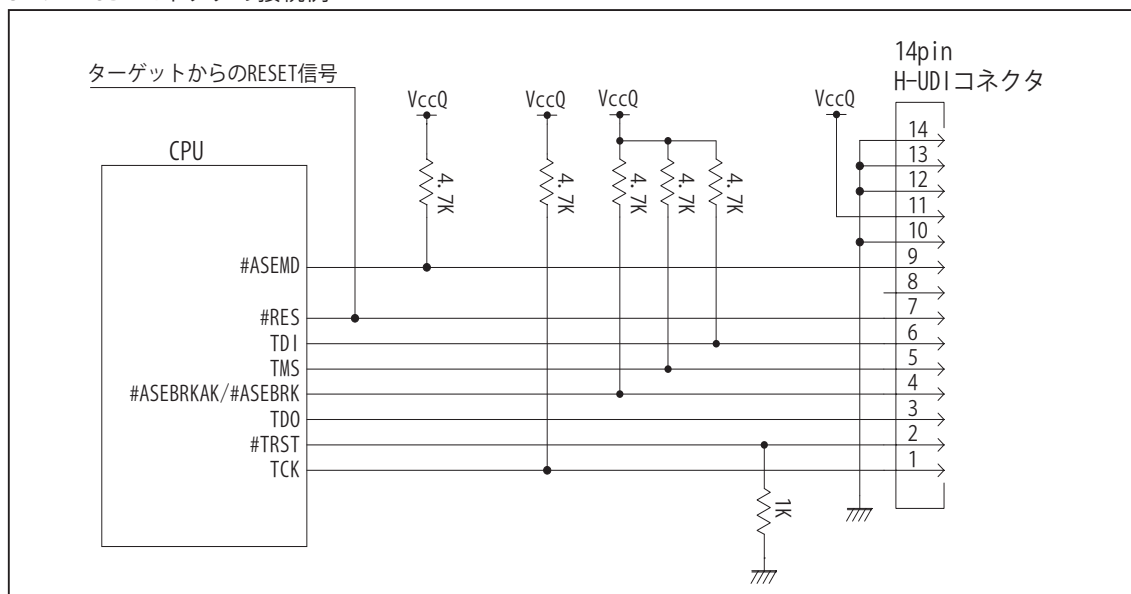 ターゲットからのRESET信号
14pin
H-UDIコネクタ
VccQ
VccQ
VccQ
VccQ
CPU
4.7K
4.7K
4.7K
4.7K
4.7K
14
13
12
11
10
9
8
7
6
5
4
3
2
1
#ASEMD
#RES
TDI
TMS
#ASEBRKAK/#ASEBRK
TDO
#TRST
TCK
1K